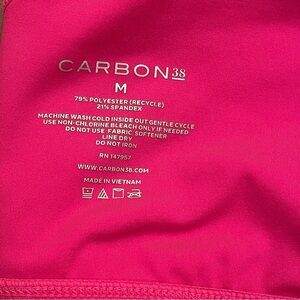 CARBON38
M
79% POLYESTER (RECYCLE)
21% SPANDEX
MACHINE WASH COLD INSIDE OUT GENTLE CYCLE
USE NON-CHLORINE BLEACH ONLY IF NEEDED
DO NOT USE FABRIC SOFTENER
LINE DRY
DO NOT IRON
RN 147957
WWW.CARBON38.COM
MADE IN VIETNAM